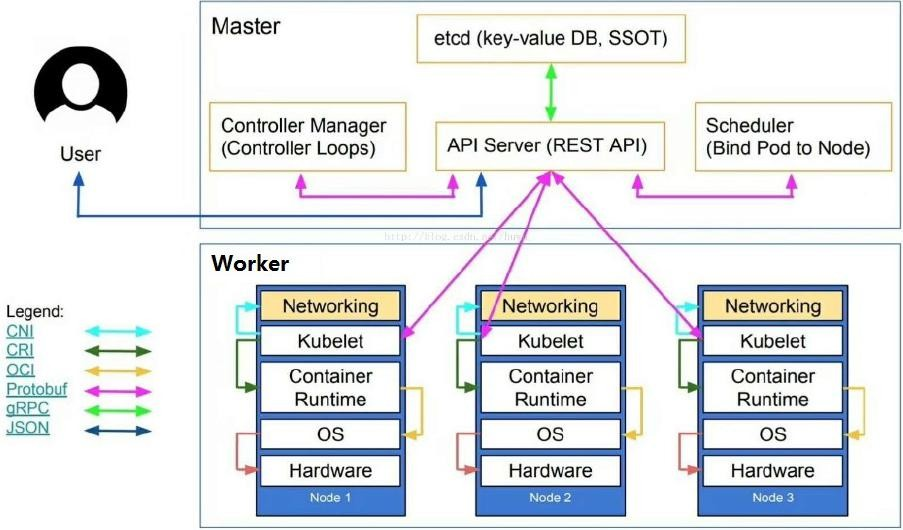 Master
etcd (key-value DB, SSOT)
Controller Manager
(Controller Loops)
API Server (REST API)
Scheduler
(Bind Pod to Node)
User
Worker
Legend:
CNI
CRI
OCI
Protobuf
gRPC
JSON
Networking
Kubelet
Container
Runtime
OS
Hardware
Node 1
Networking
Kubelet
Container
Runtime
OS
Hardware
Node 2
Networking
Kubelet
Container
Runtime
OS
Hardware
Node 3